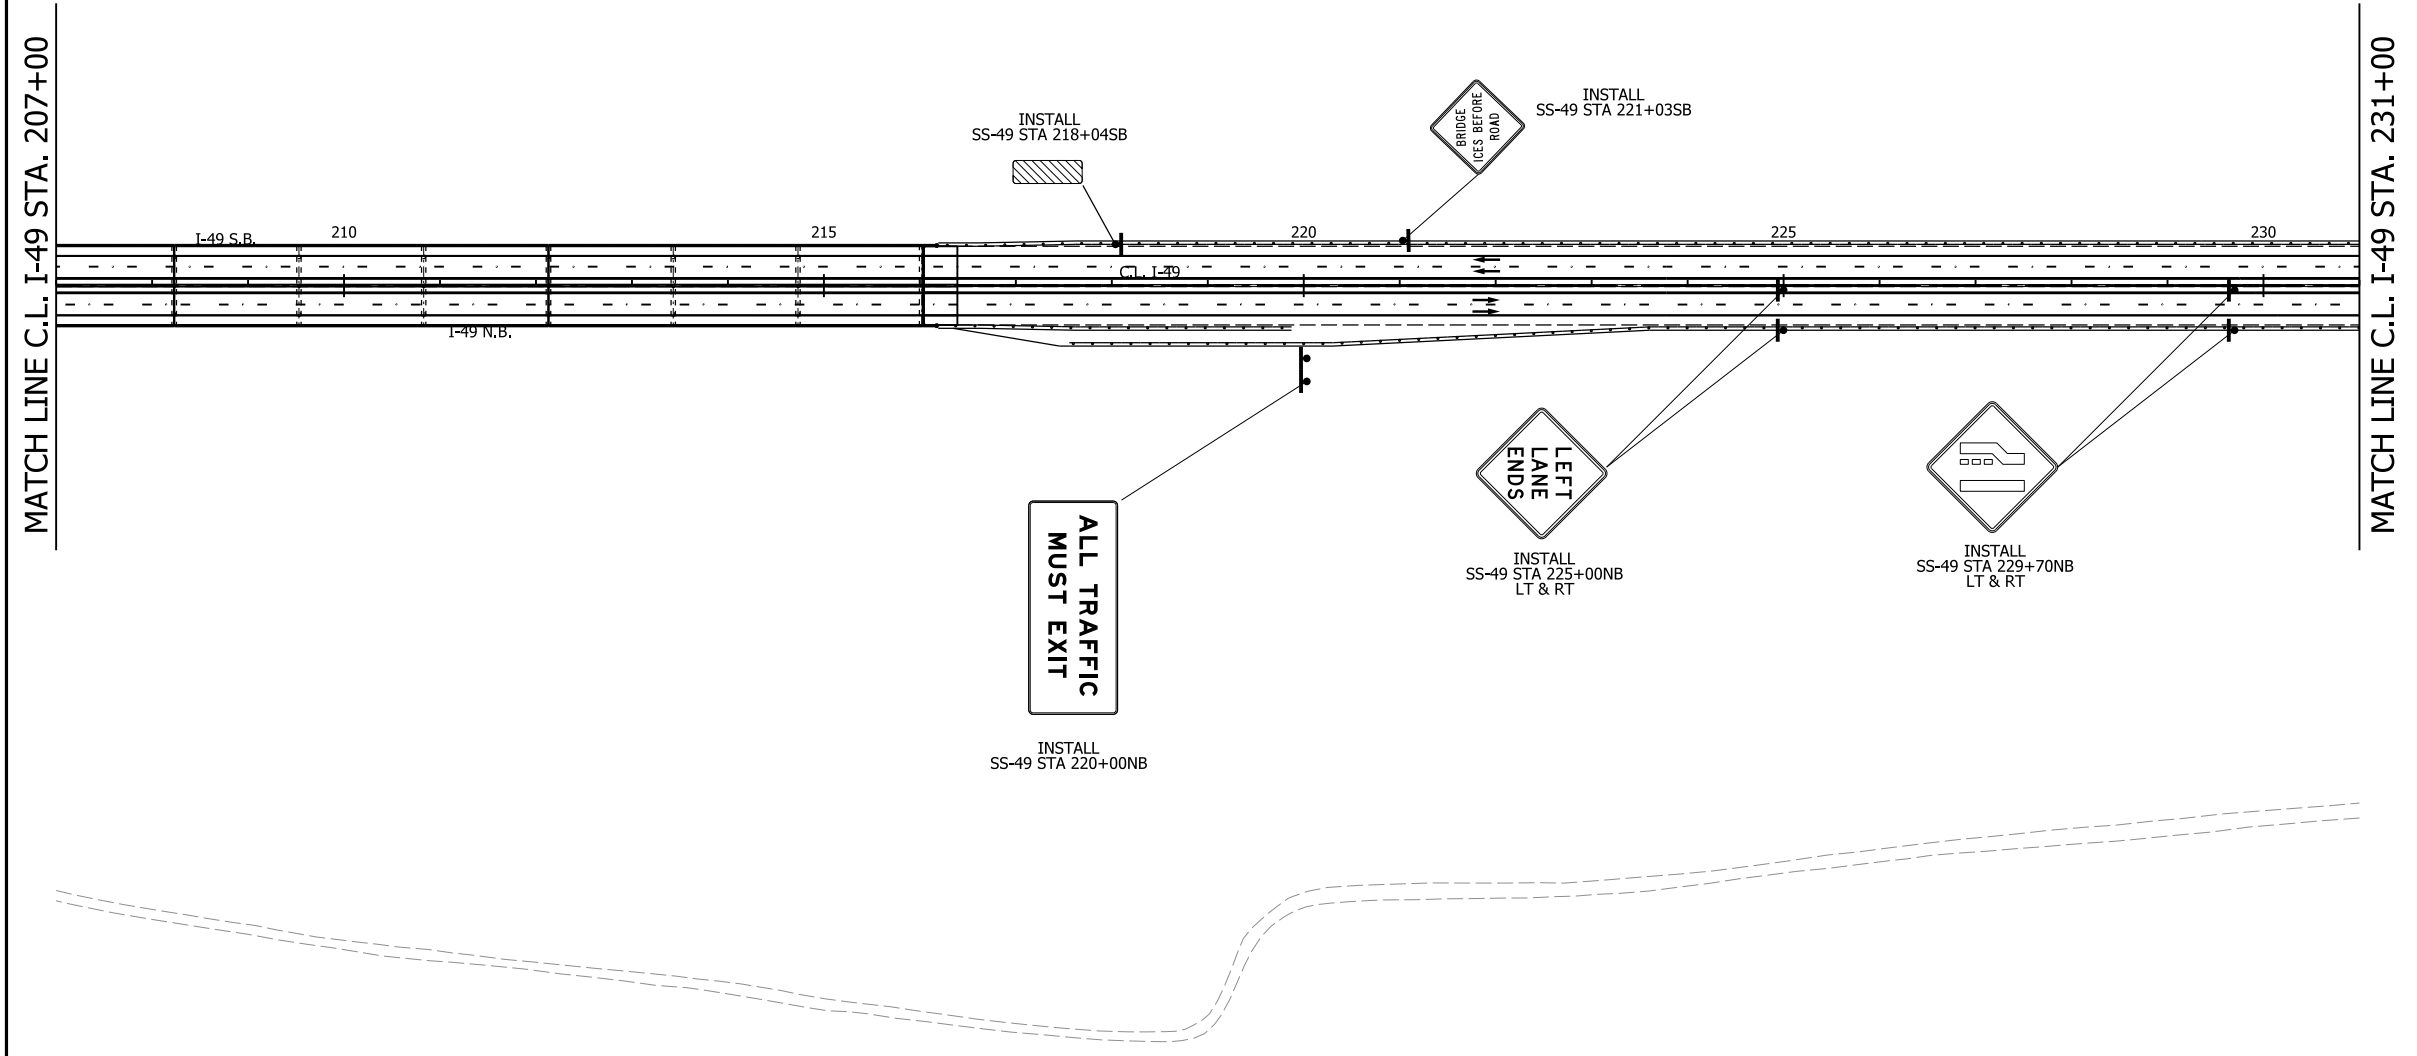 MATCH LINE C.L. I-49 STA. 207+00
INSTALL
SS-49 STA 218+04SB
BRIDGE
ICES BEFORE
ROAD
INSTALL
SS-49 STA 221+03SB
I-49 S.B.
210
215
220
225
230
C.L. I-49
I-49 N.B.
ALL TRAFFIC
MUST EXIT
INSTALL
SS-49 STA 220+00NB
LEFT
LANE
ENDS
INSTALL
SS-49 STA 225+00NB
LT & RT
INSTALL
SS-49 STA 229+70NB
LT & RT
MATCH LINE C.L. I-49 STA. 231+00